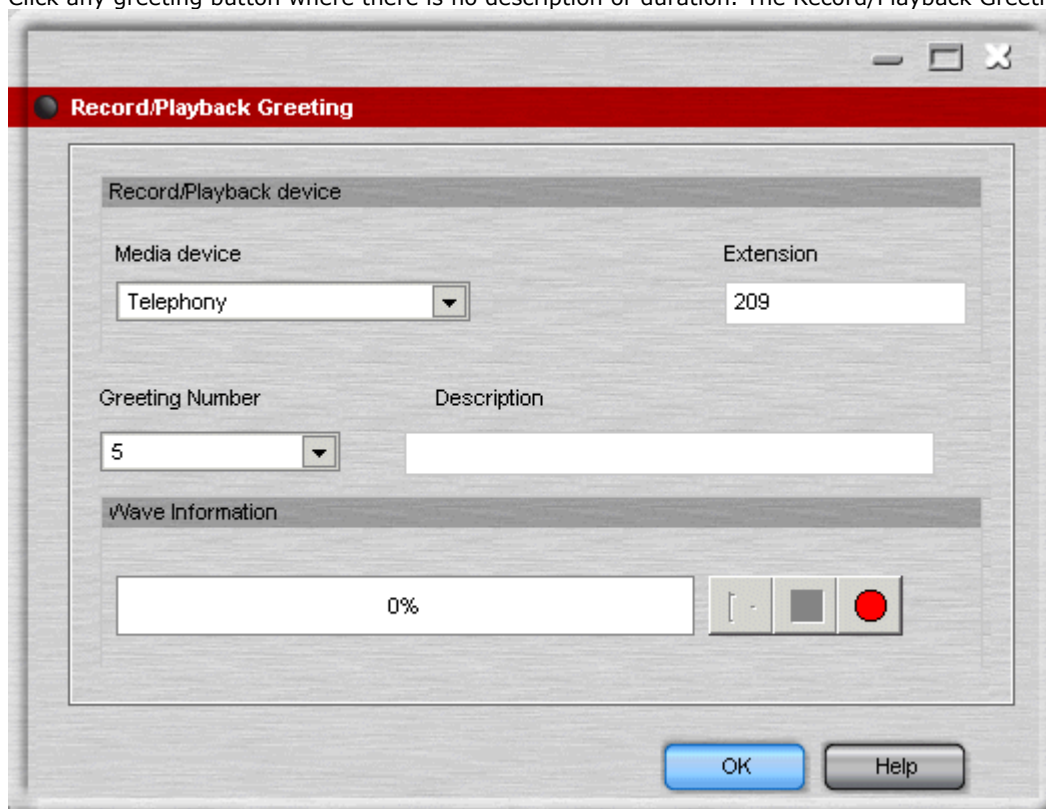 Click any greeting button where there is no description or duration. The Record/Playback Greeti
Record/Playback Greeting
Record/Playback device
Media device Extension
Telephony 209
Greeting Number Description
5
Wave Information
0%
OK Help